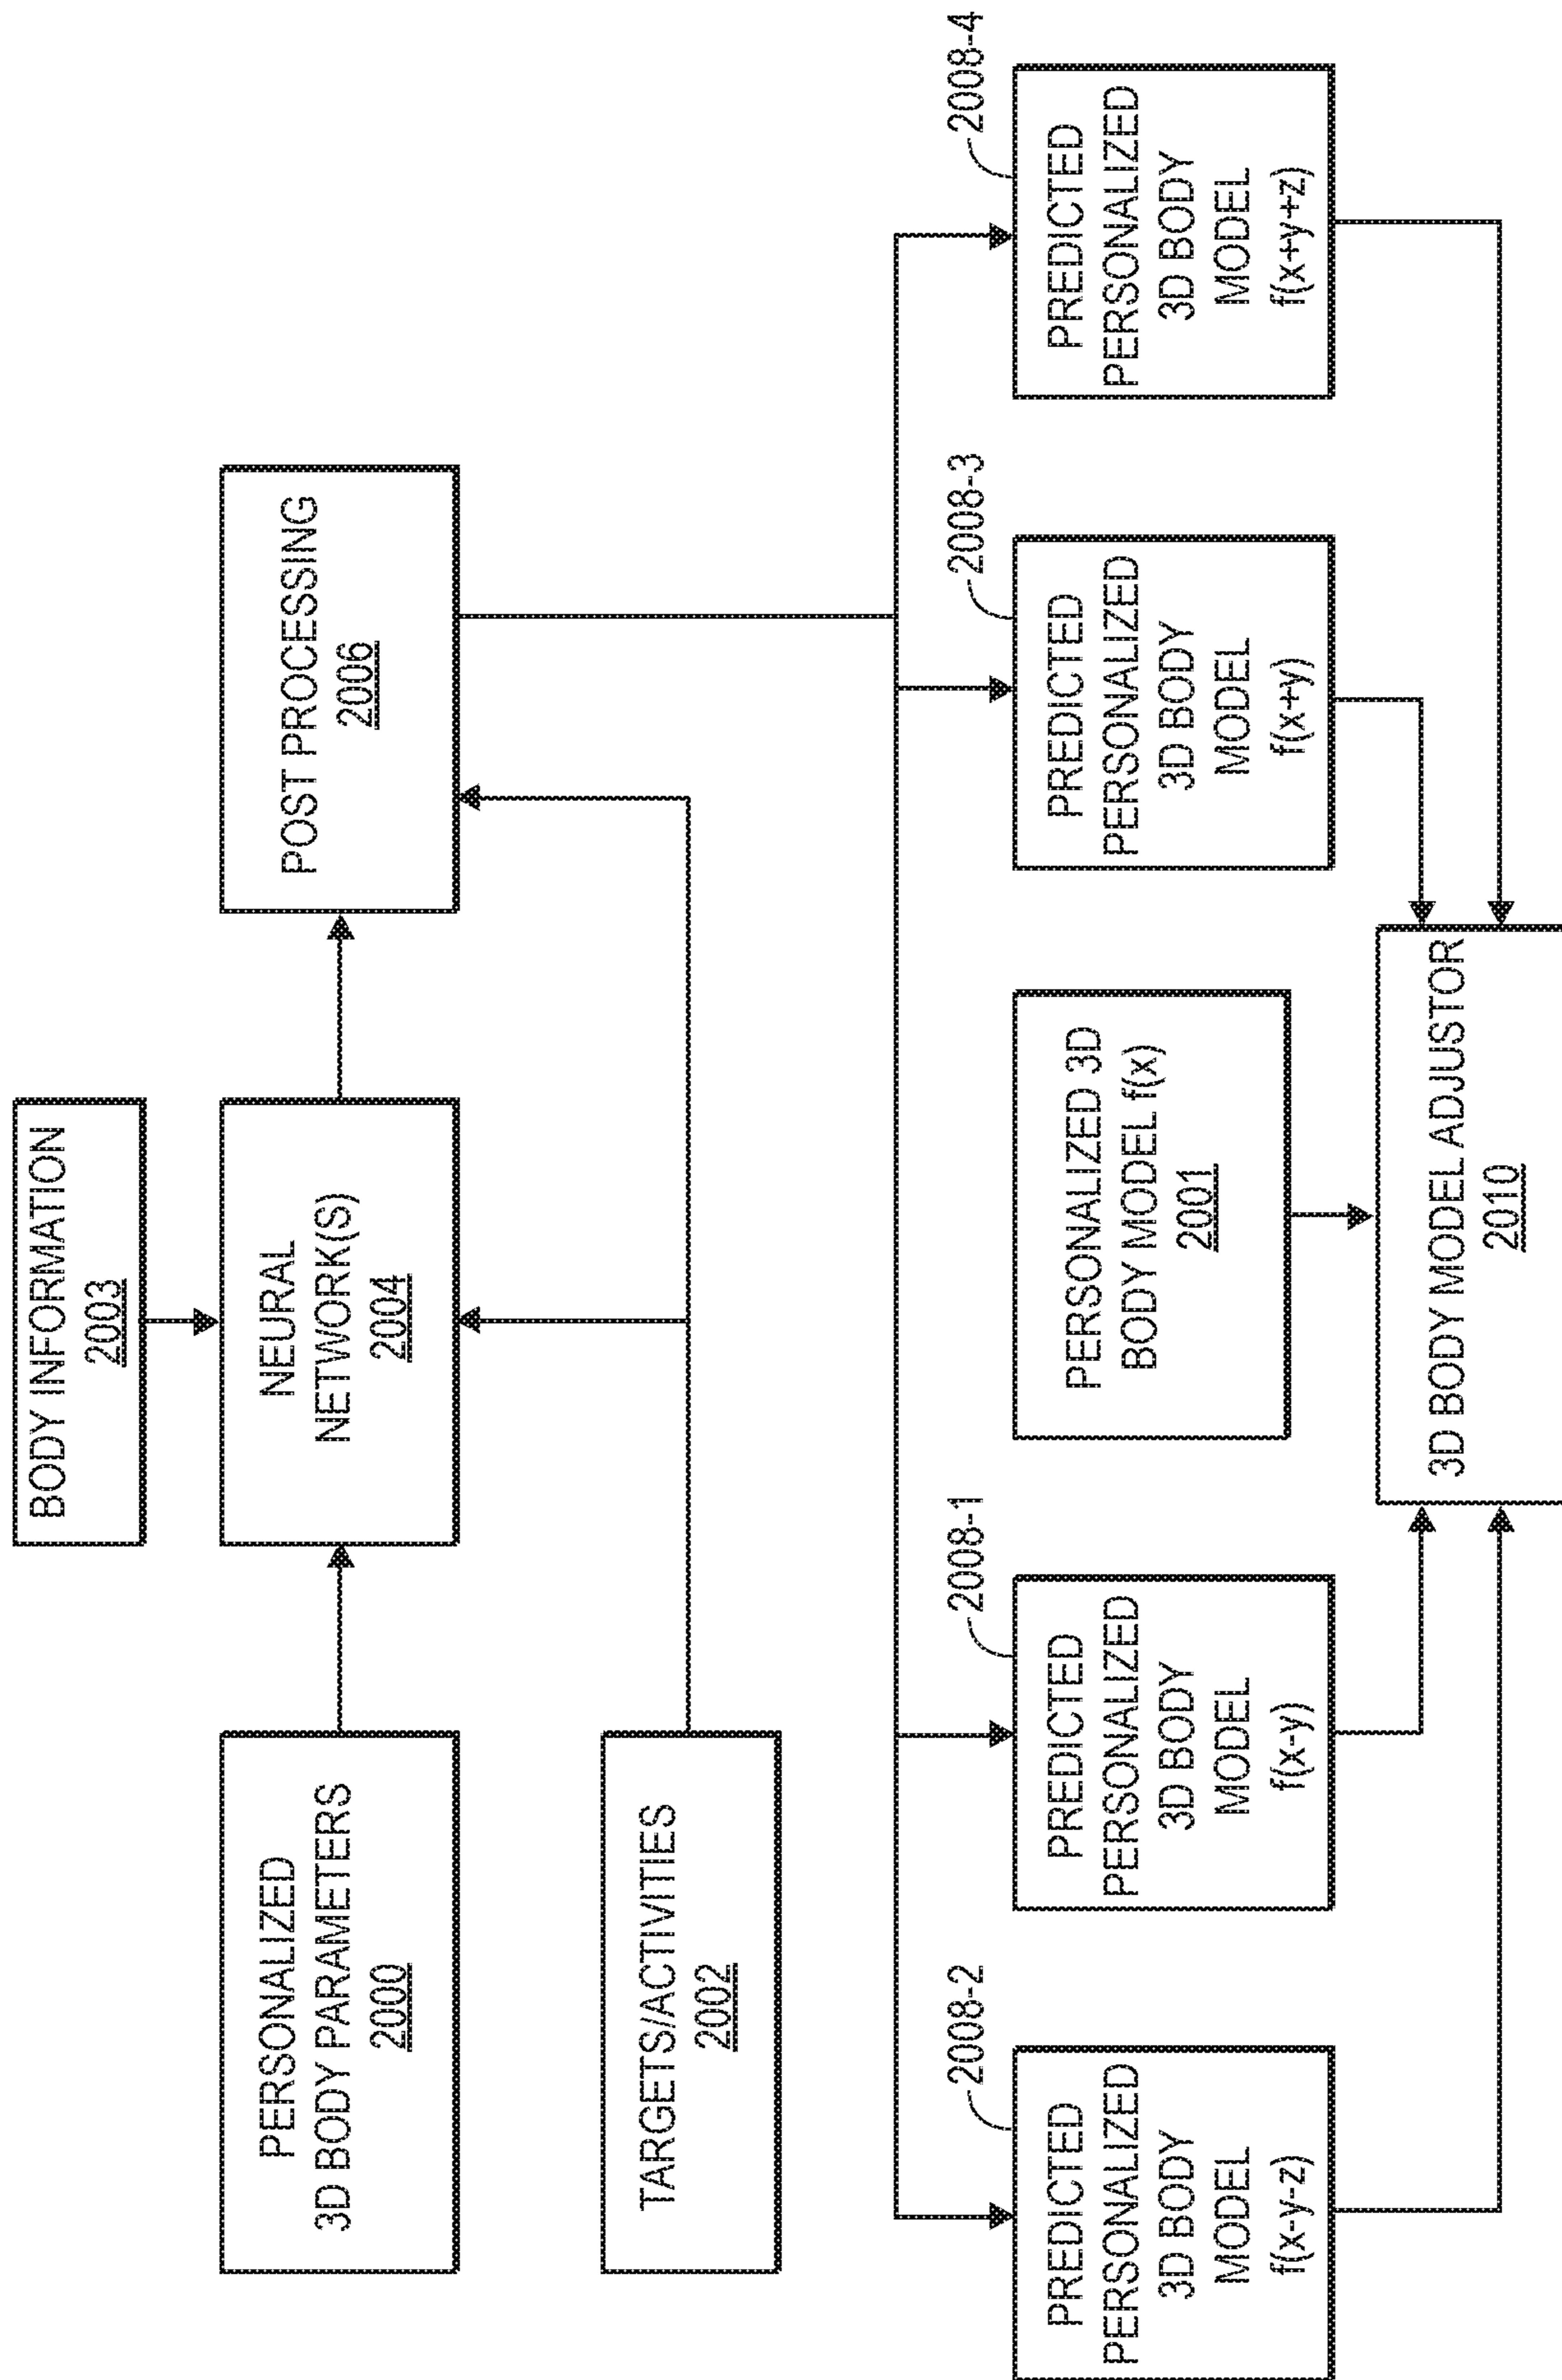 BODY INFORMATION
2003
PERSONALIZED
3D BODY PARAMETERS
2000
NEURAL
NETWORK(S)
2004
POST PROCESSING
2006
TARGETS/ACTIVITIES
2002
2008-2
PREDICTED
PERSONALIZED
3D BODY
MODEL
f(x-y-z)
2008-1
PREDICTED
PERSONALIZED
3D BODY
MODEL
f(x-y)
PERSONALIZED 3D
BODY MODEL f(x)
2001
2008-3
PREDICTED
PERSONALIZED
3D BODY
MODEL
f(x+y)
2008-4
PREDICTED
PERSONALIZED
3D BODY
MODEL
f(x+y+z)
3D BODY MODEL ADJUSTOR
2010